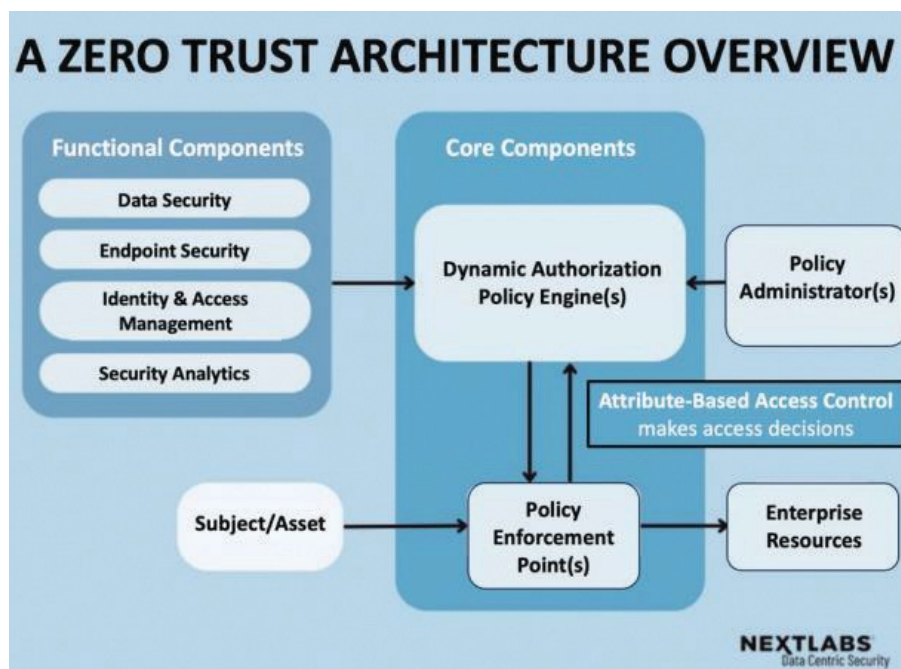 A ZERO TRUST ARCHITECTURE OVERVIEW
Functional Components
Data Security
Endpoint Security
Identity & Access
Management
Security Analytics
Core Components
Dynamic Authorization
Policy Engine(s)
Policy
Administrator(s)
Attribute-Based Access Control
makes access decisions
Subject/Asset
Policy
Enforcement
Point(s)
Enterprise
Resources
NEXTLABS
Data Centric Security